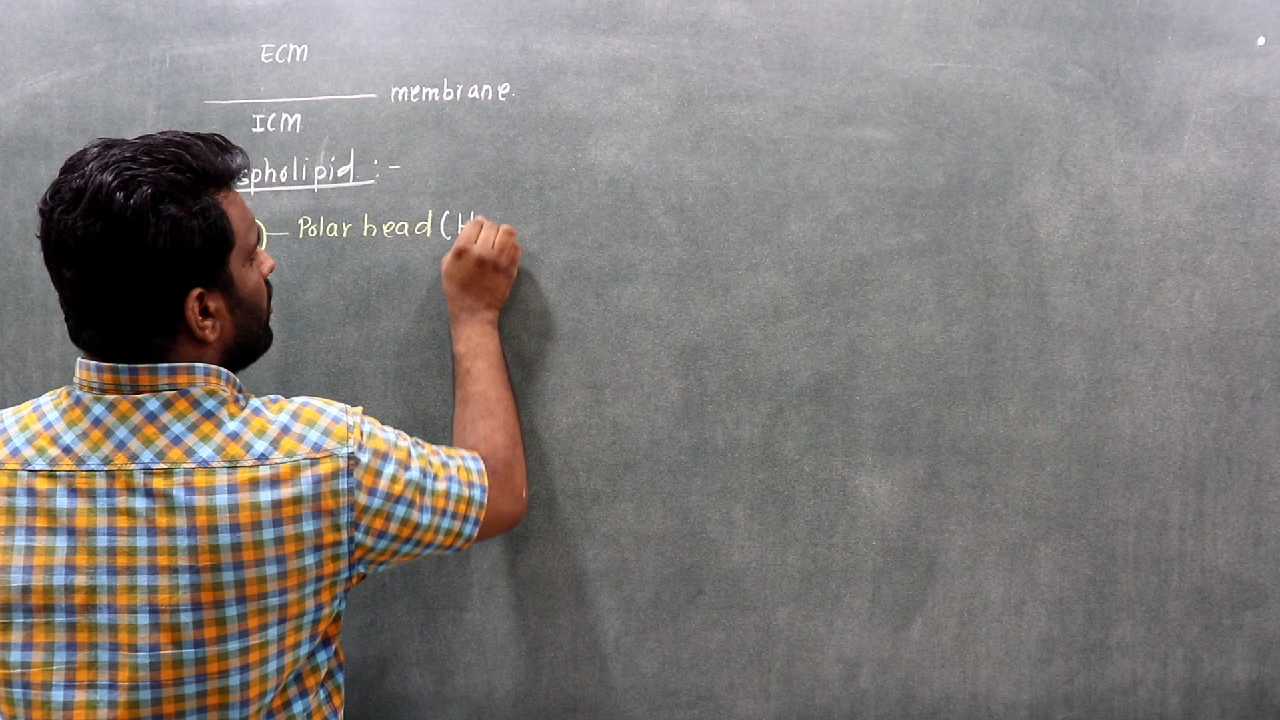 ECM
membrane.
ICM
spholipid :-
Polar head (H